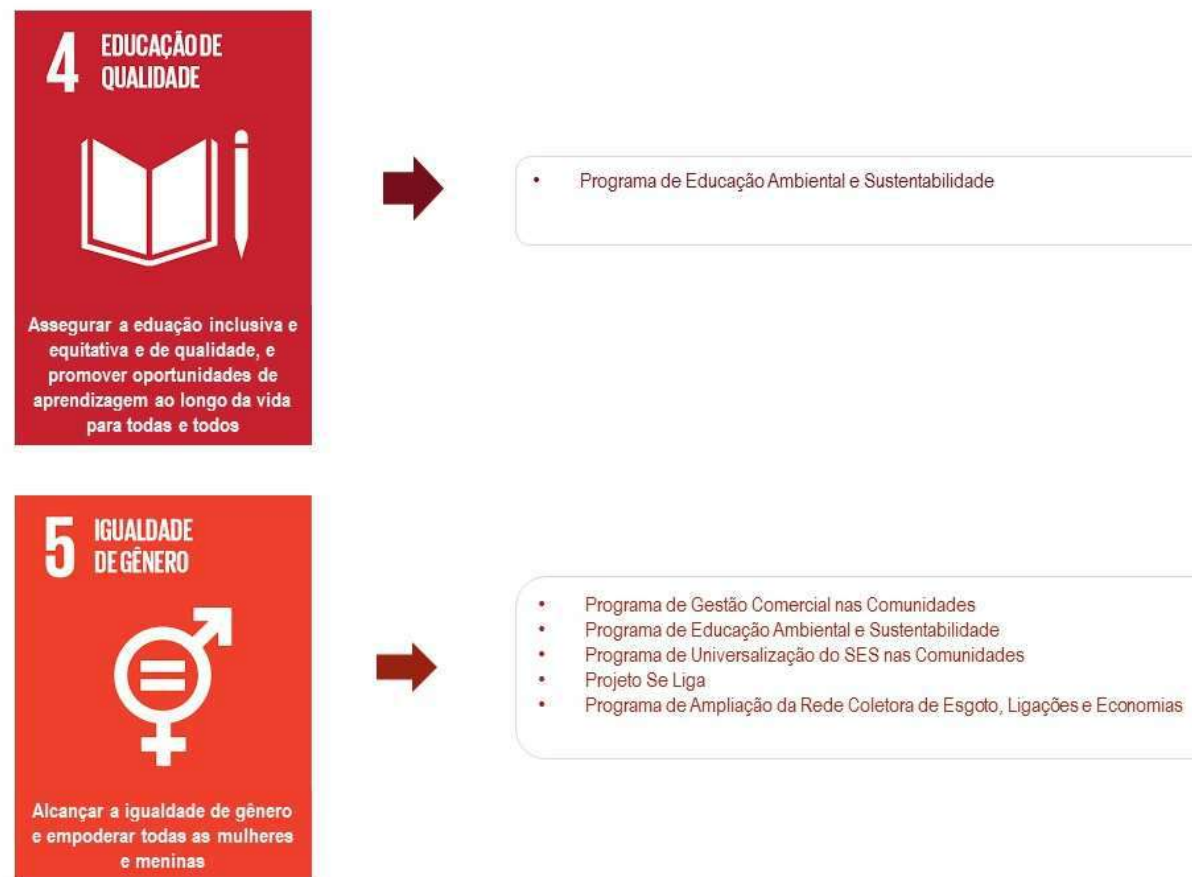 4 EDUCAÇÃO DE
QUALIDADE
Assegurar a eduação inclusiva e
equitativa e de qualidade, e
promover oportunidades de
aprendizagem ao longo da vida
para todas e todos
• Programa de Educação Ambiental e Sustentabilidade
5 IGUALDADE
DE GÊNERO
Alcançar a igualdade de gênero
e empoderar todas as mulheres
e meninas
• Programa de Gestão Comercial nas Comunidades
• Programa de Educação Ambiental e Sustentabilidade
• Programa de Universalização do SES nas Comunidades
• Projeto Se Liga
• Programa de Ampliação da Rede Coletora de Esgoto, Ligações e Economias